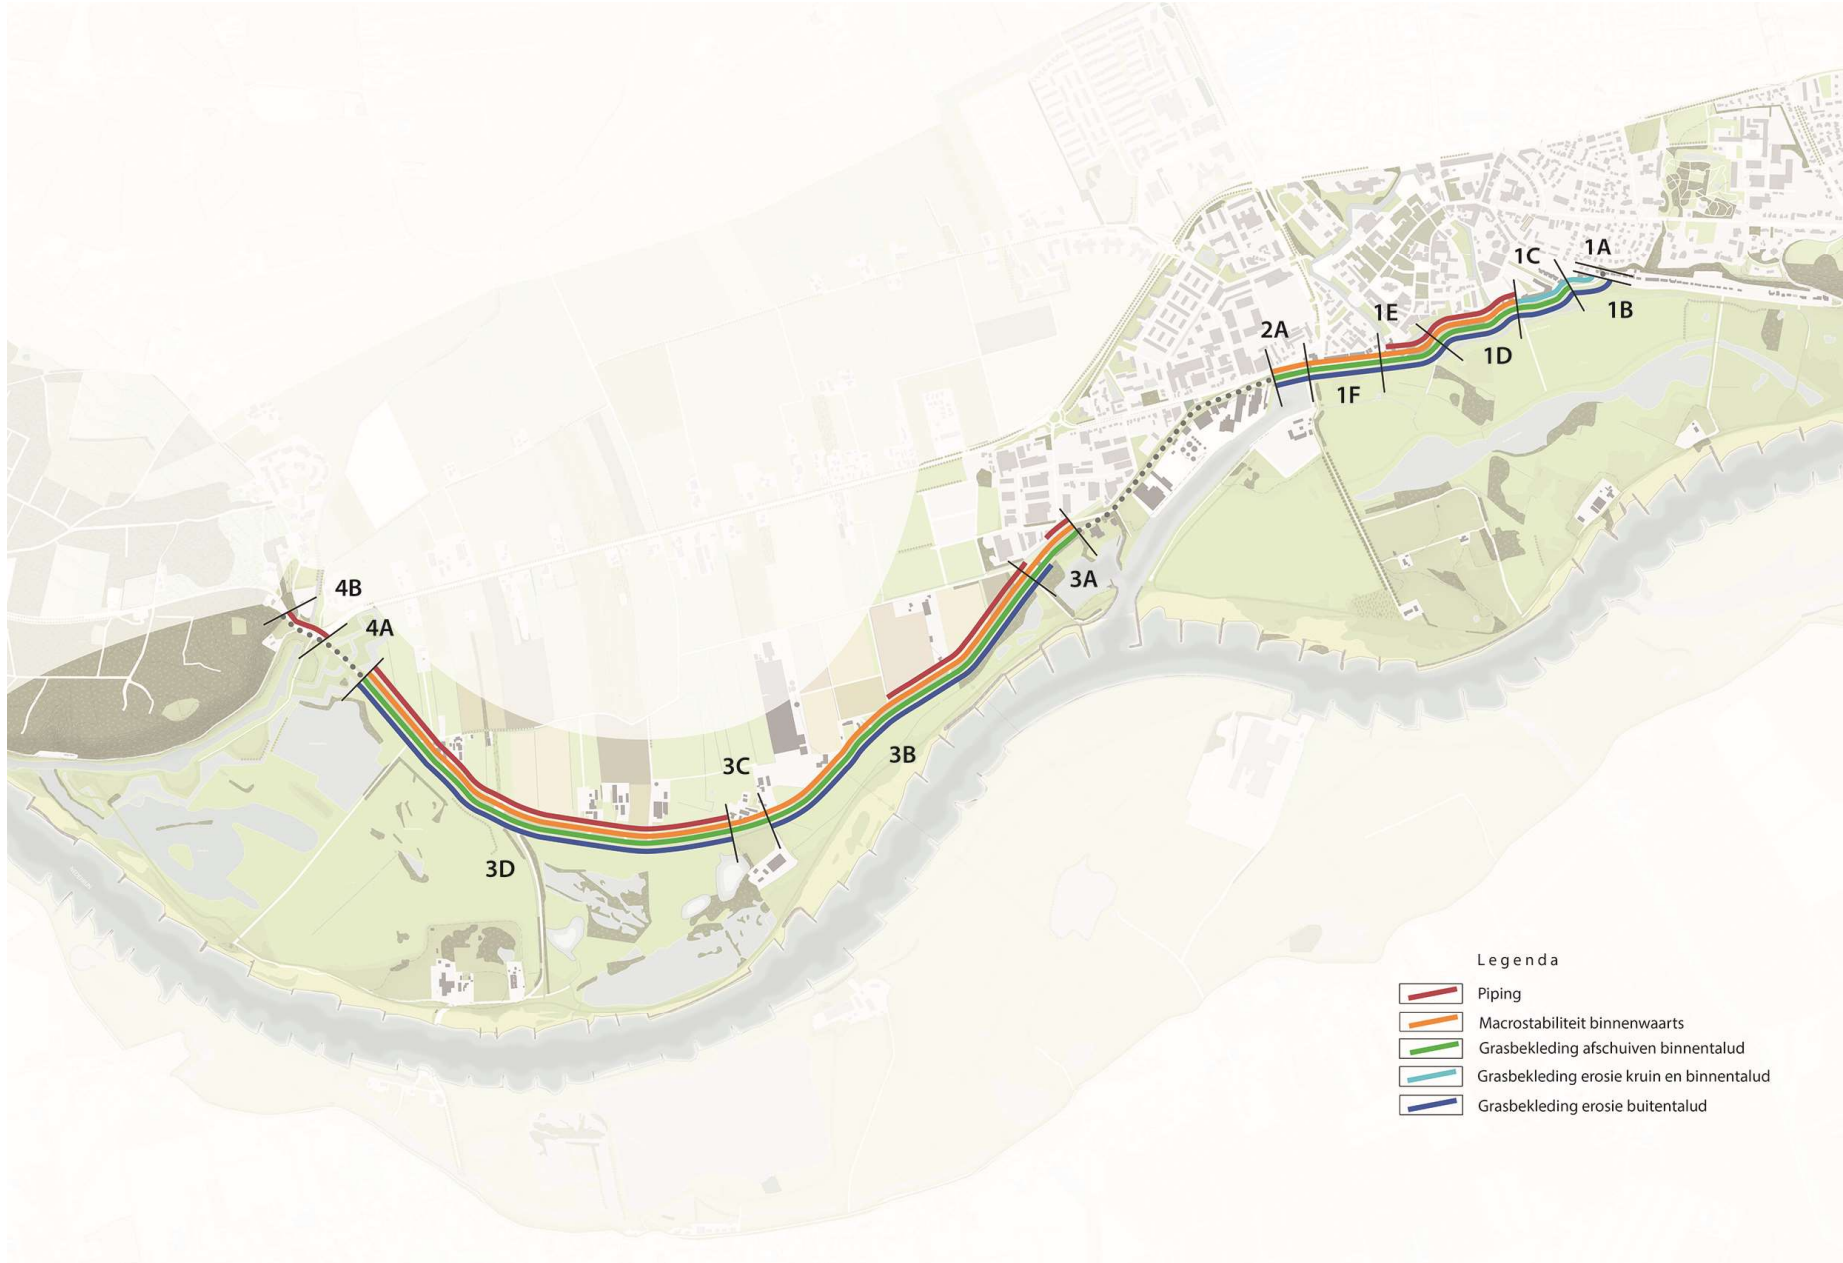 1A
1C
1B
1E
2A
1D
1F
3A
4B
4A
3B
3C
3D
Legenda
Piping
Macrostabiliteit binnenwaarts
Grasbekleding afschuiven binnentalud
Grasbekleding erosie kruin en binnentalud
Grasbekleding erosie buitentalud